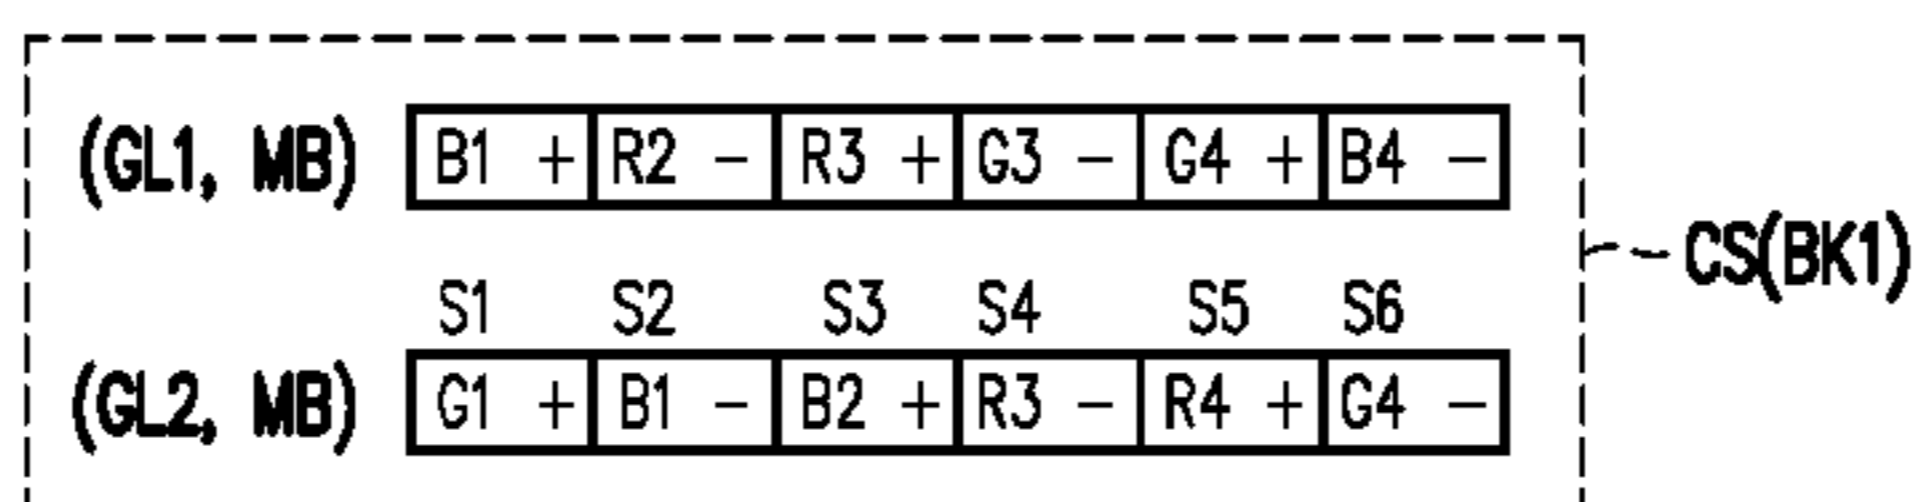 (GL1, MB) B1 + R2 - R3 + G3 - G4 + B4 -
CS(BK1)
S1 S2 S3 S4 S5 S6
(GL2, MB) G1 + B1 - B2 + R3 - R4 + G4 -